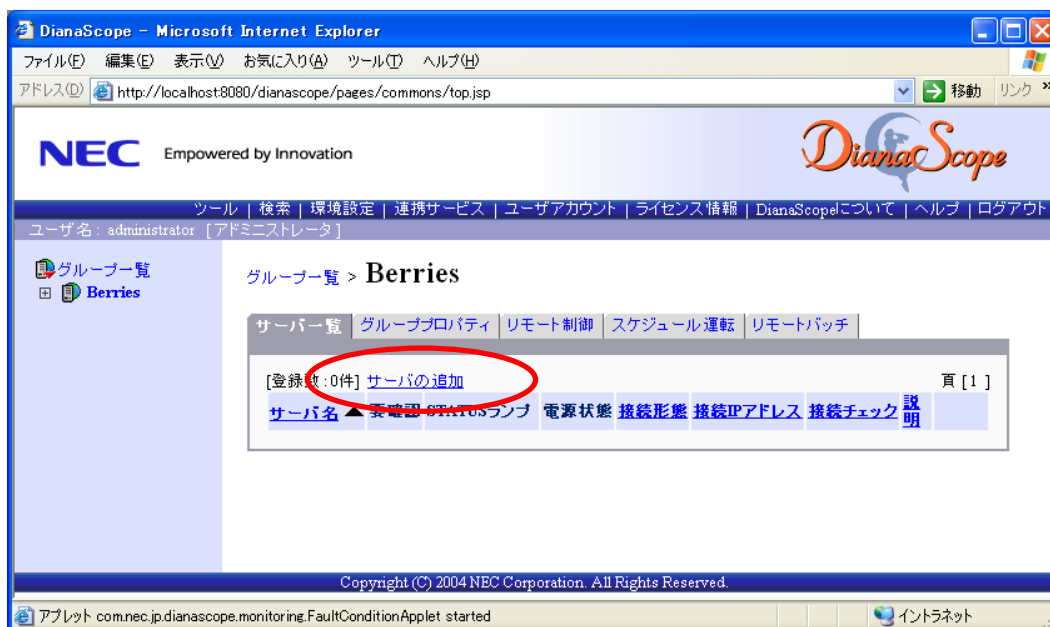 DianaScope - Microsoft Internet Explorer
ファイル(F) 編集(E) 表示(V) お気に入り(A) ツール(T) ヘルプ(H)
アドレス(D) http://localhost:8080/dianascope/pages/commons/top.jsp 移動 リンク »
NEC Empowered by Innovation DianaScope
ツール | 検索 | 環境設定 | 連携サービス | ユーザアカウント | ライセンス情報 | DianaScopeについて | ヘルプ | ログアウト
ユーザ名 : administrator [アドミニストレータ]
グループ一覧
Berries
グループ一覧 > Berries
サーバ一覧 グループプロパティ リモート制御 スケジュール運転 リモートバッチ
[登録数 : 0件] サーバの追加 頁 [1 ]
サーバ名 ▲ 要確認 STATUSランプ 電源状態 接続形態 接続IPアドレス 接続チェック 説明
Copyright (C) 2004 NEC Corporation. All Rights Reserved.
アプレット com.nec.jp.dianascope.monitoring.FaultConditionApplet started イントラネット